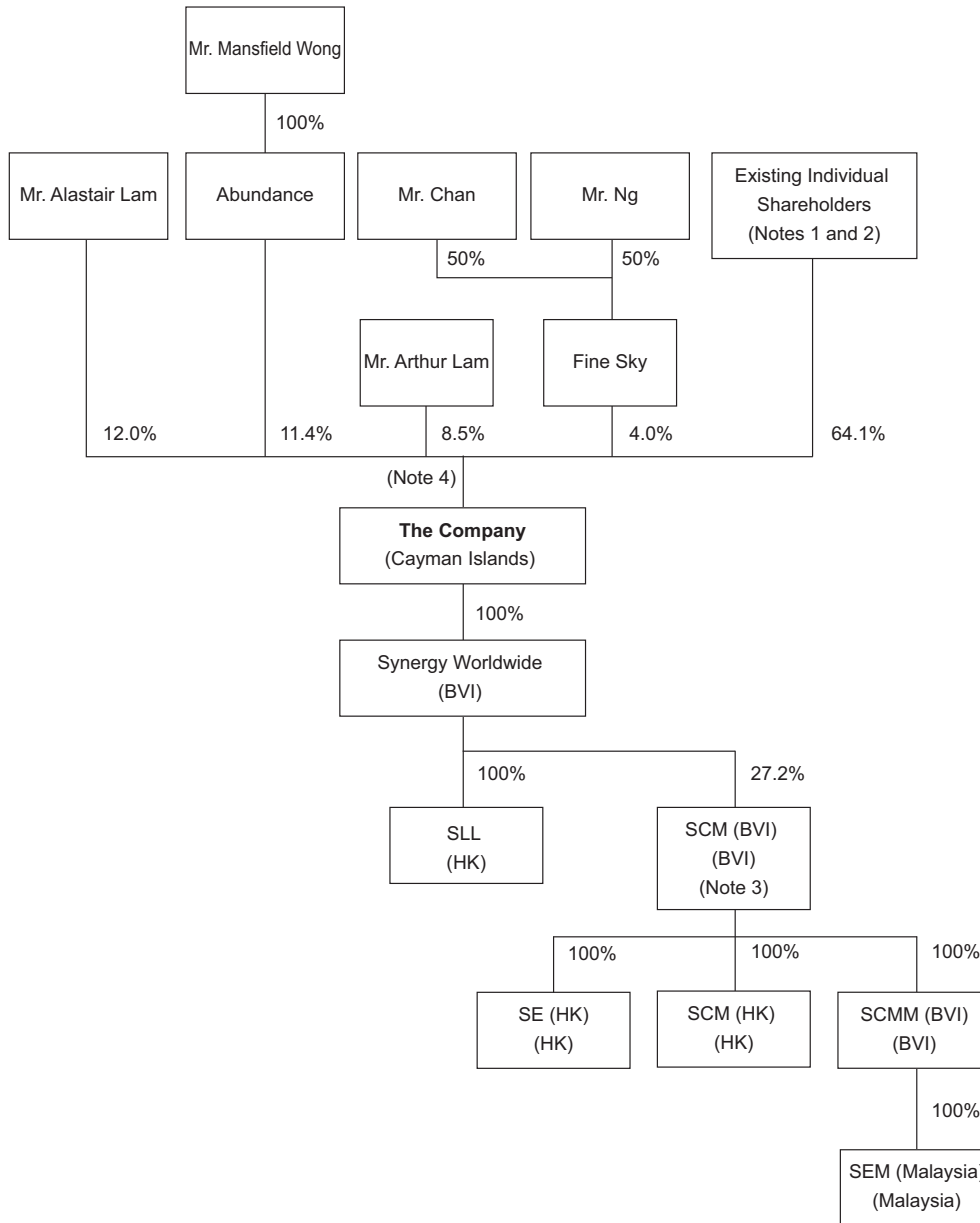 Mr. Mansfield Wong
100%
Mr. Alastair Lam
Abundance
Mr. Chan
Mr. Ng
Existing Individual
Shareholders
(Notes 1 and 2)
50%
50%
Mr. Arthur Lam
Fine Sky
12.0%
11.4%
8.5%
4.0%
64.1%
(Note 4)
The Company
(Cayman Islands)
100%
Synergy Worldwide
(BVI)
100%
27.2%
SLL
(HK)
SCM (BVI)
(BVI)
(Note 3)
100%
100%
100%
SE (HK)
(HK)
SCM (HK)
(HK)
SCMM (BVI)
(BVI)
100%
SEM (Malaysia)
(Malaysia)